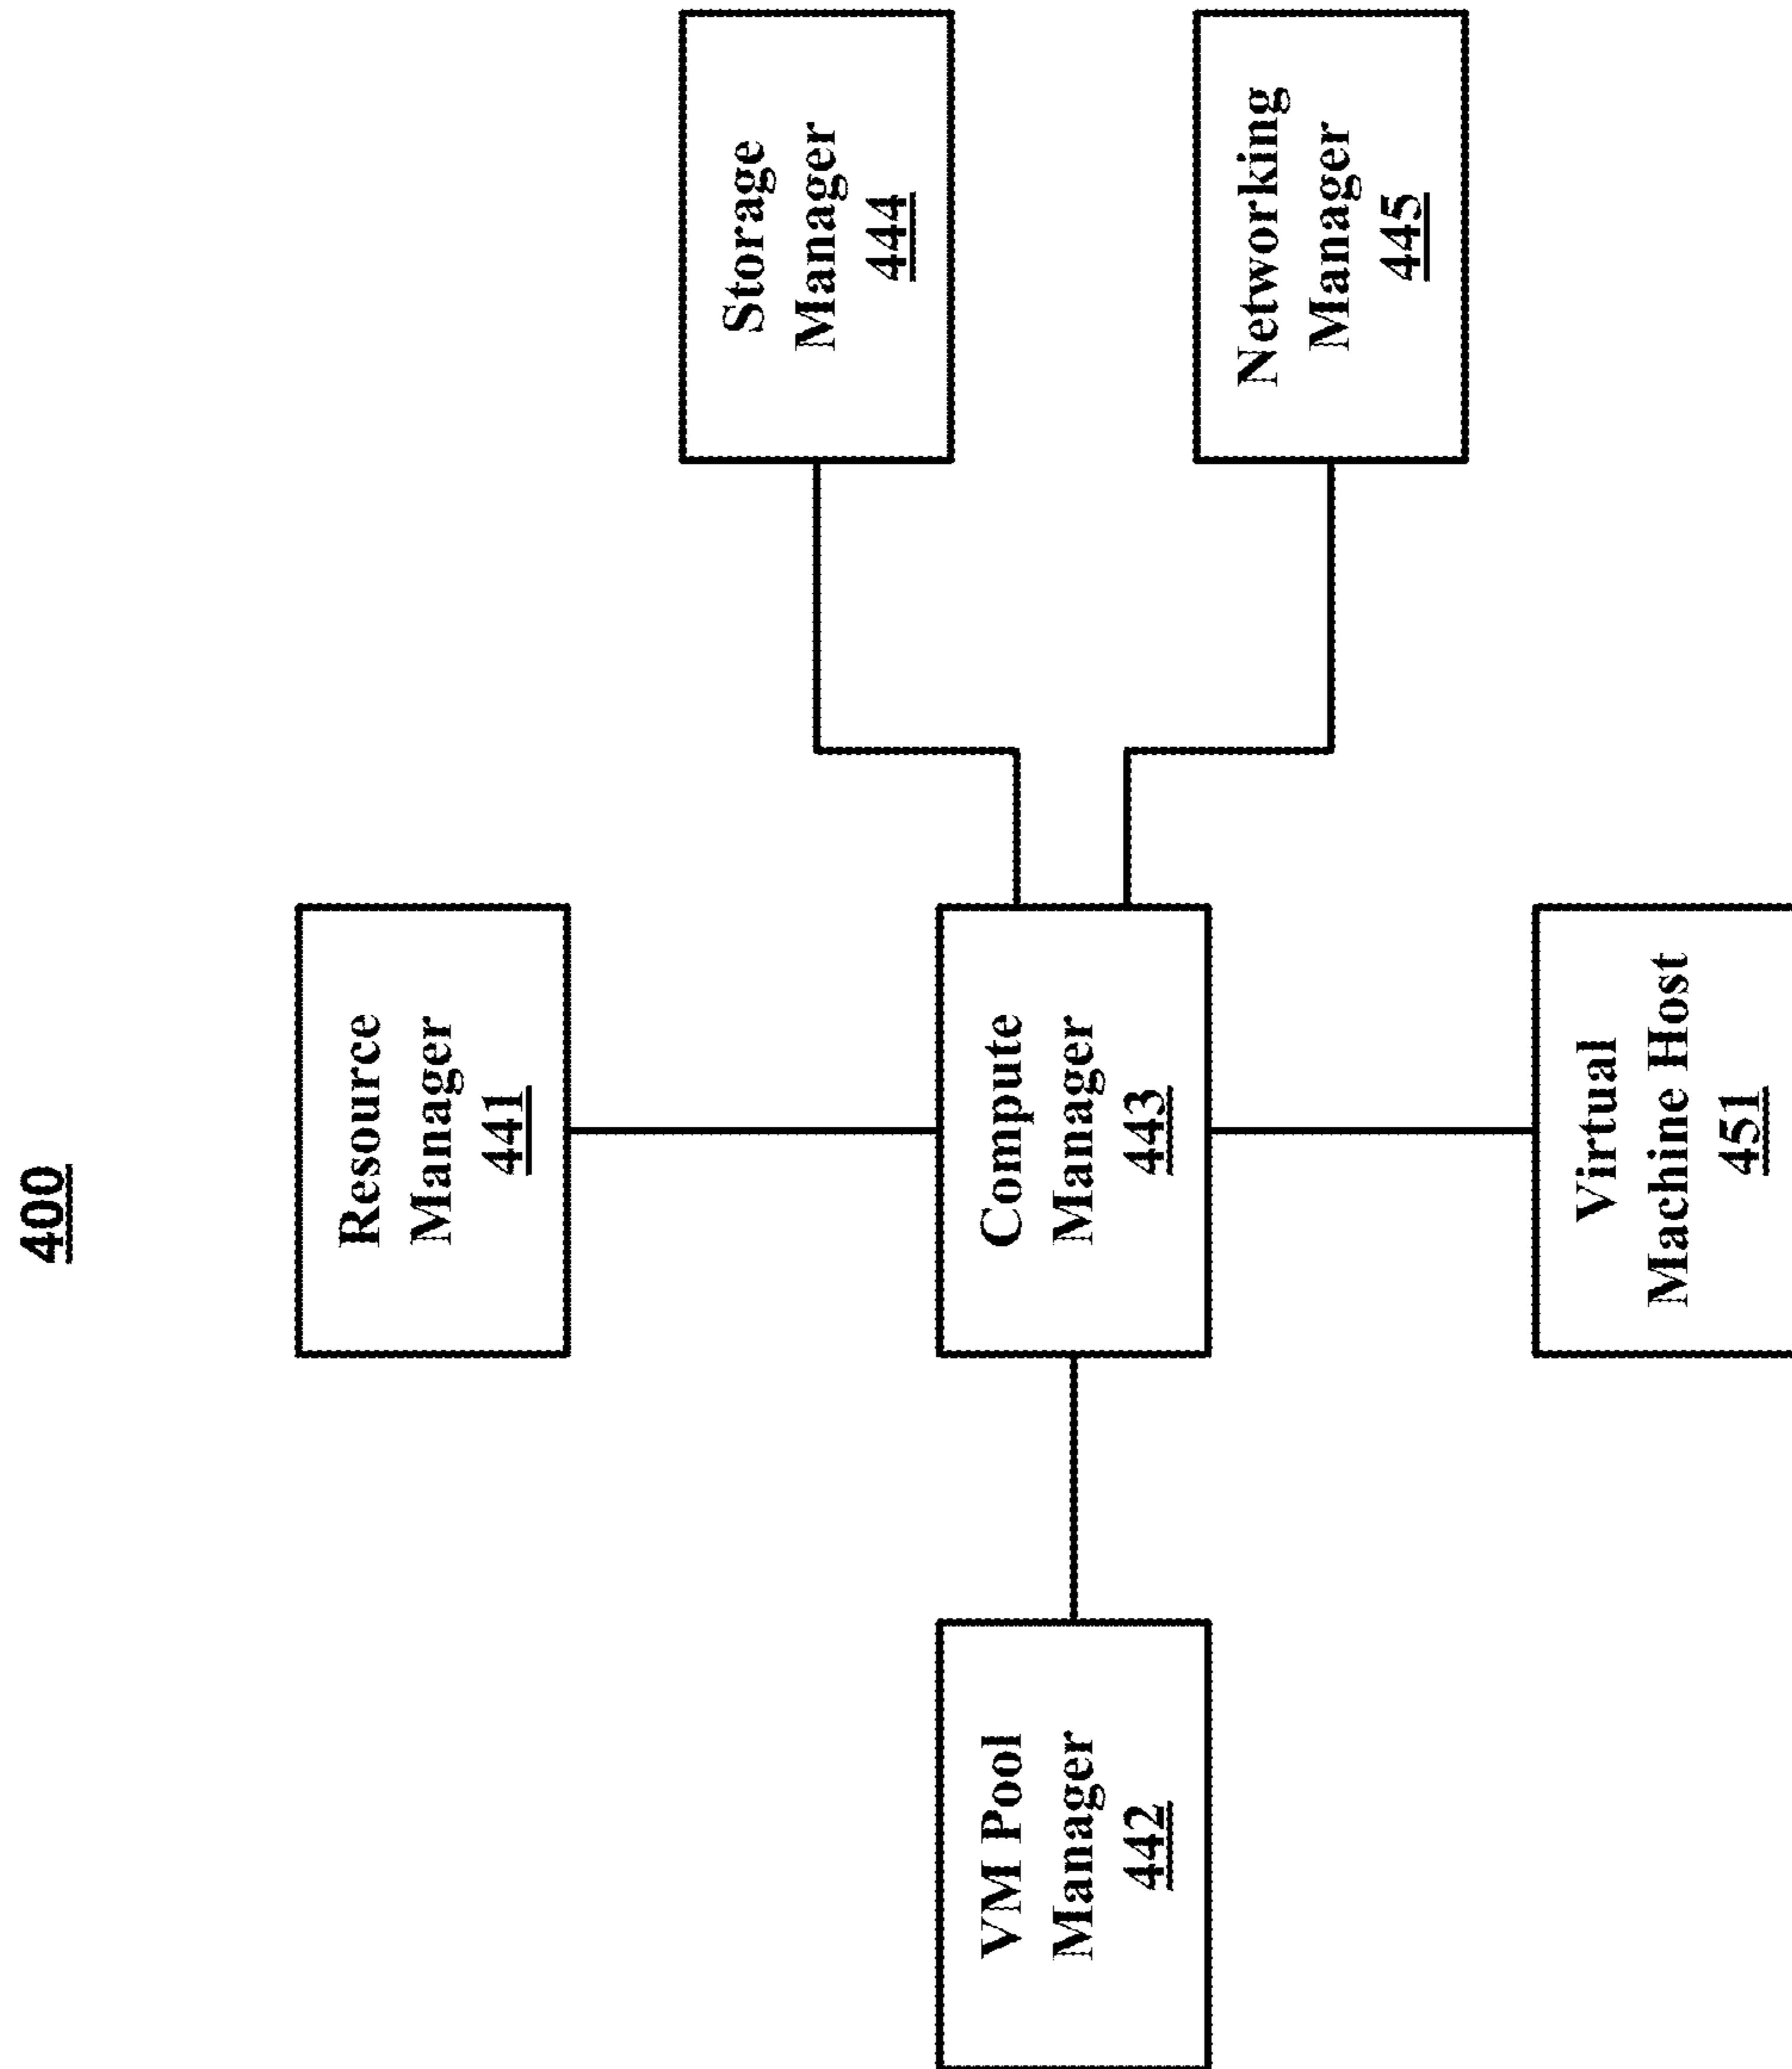 400
Resource
Manager
441
VM Pool
Manager
442
Compute
Manager
443
Storage
Manager
444
Networking
Manager
445
Virtual
Machine Host
451